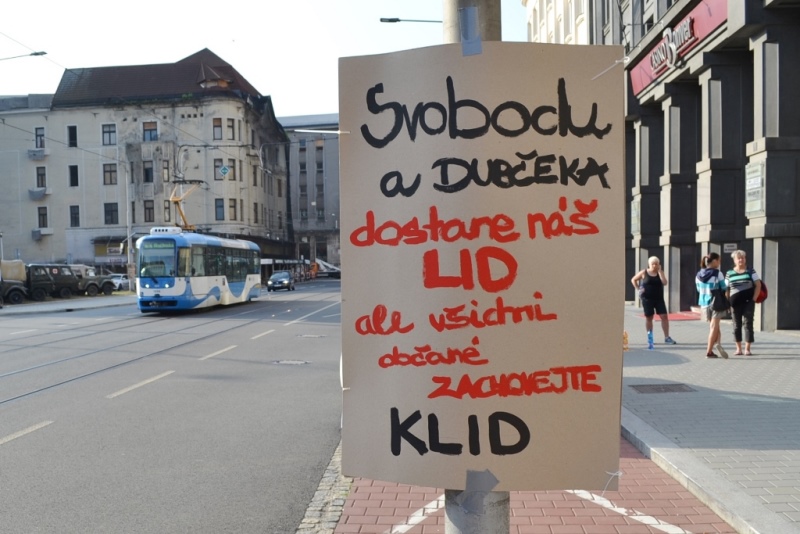 Svobodu
a DUBČEKA
dostane náš
LID
ale všichni
občané
ZACHOVEJTE
KLID